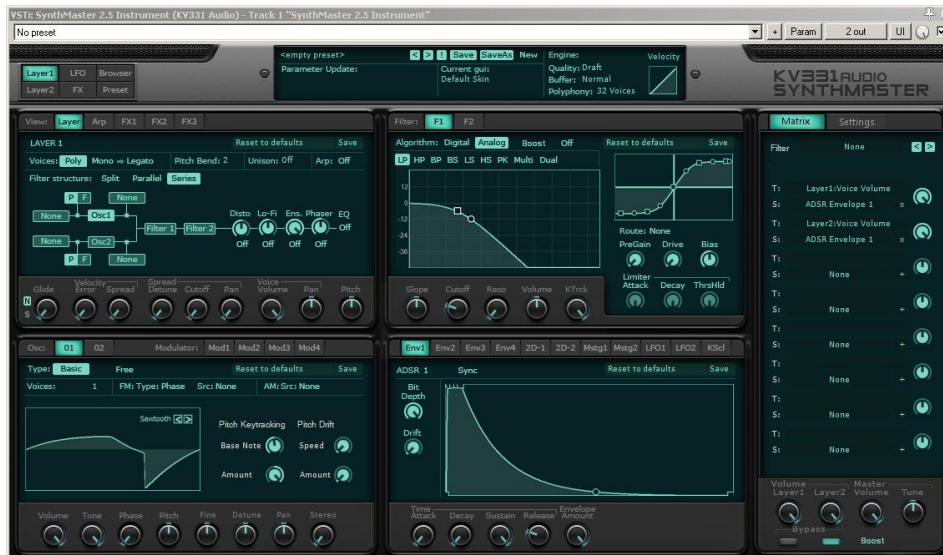 VSTi: SynthMaster 2.5 Instrument (KV331 Audio) - Track 1 "SynthMaster 2.5 Instrument"
No preset + Param 2 out UI
<empty preset> < > ! Save SaveAs New Engine: Velocity
Parameter Update: Current gui: Quality: Draft
Default Skin Buffer: Normal
Polyphony: 32 Voices
Layer1 LFO Browser
Layer2 FX Preset
KV331 AUDIO
SYNTHMASTER
View: Layer Arp FX1 FX2 FX3
LAYER 1 Reset to defaults Save
Voices: Poly Mono Legato Pitch Bend: 2 Unison: Off Arp: Off
Filter structure: Split Parallel Series
P F None
None Osc1 Filter 1 Filter 2 Disto Lo-Fi Ens. Phaser EQ
None Osc2 Off Off Off Off Off
P F None
Velocity Spread Voice
Glide Error Spread Detune Cutoff Pan Volume Pan Pitch
N
S
Filter: F1 F2
Algorithm: Digital Analog Boost Off Reset to defaults Save
LP HP BP BS LS HS PK Multi Dual
12
0
-12
-24
-36
Route: None
PreGain Drive Bias
Limiter
Attack Decay ThrsHld
Slope Cutoff Reso Volume KTrck
Matrix Settings
Filter None < >
T: Layer1:Voice Volume
S: ADSR Envelope 1 x
T: Layer2:Voice Volume
S: ADSR Envelope 1 x
T:
S: None +
T:
S: None +
T:
S: None +
T:
S: None +
T:
S: None +
T:
S: None +
Volume Master
Layer1 Layer2 Volume Tune
Bypass
Boost
Osc: 01 02 Modulator: Mod1 Mod2 Mod3 Mod4
Type: Basic Free Reset to defaults Save
Voices: 1 FM: Type: Phase Src: None AM: Src: None
Sawtooth < >
Pitch Keytracking Pitch Drift
Base Note Speed
Amount Amount
Volume Tone Phase Pitch Fine Detune Pan Stereo
Env1 Env2 Env3 Env4 2D-1 2D-2 Mstg1 Mstg2 LFO1 LFO2 KScl
ADSR 1 Sync Reset to defaults Save
Bit
Depth
Drift
Time Envelope
Attack Decay Sustain Release Amount